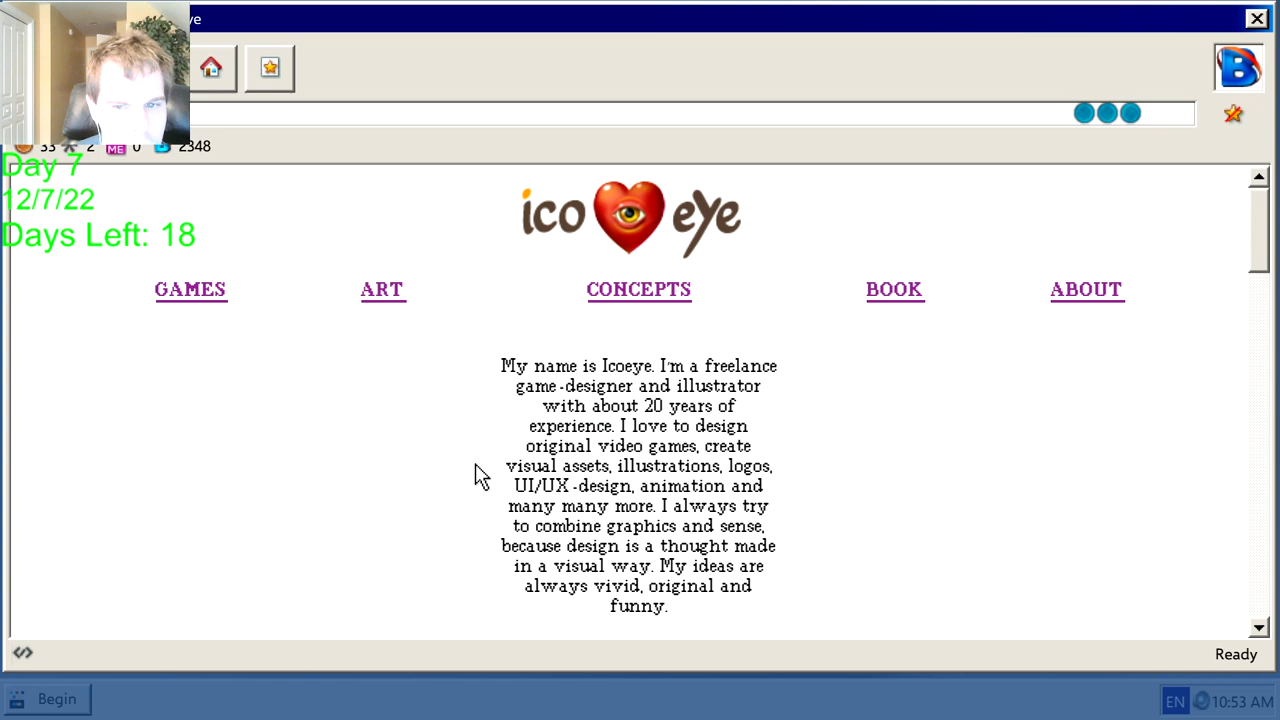 ye
33 2 ME 0 2348
Day 7
12/7/22
Days Left: 18
ico eye
GAMES ART CONCEPTS BOOK ABOUT
My name is Icoeye. I'm a freelance
game-designer and illustrator
with about 20 years of
experience. I love to design
original video games, create
visual assets, illustrations, logos,
UI/UX-design, animation and
many many more. I always try
to combine graphics and sense,
because design is a thought made
in a visual way. My ideas are
always vivid, original and
funny.
Ready
Begin
EN 10:53 AM